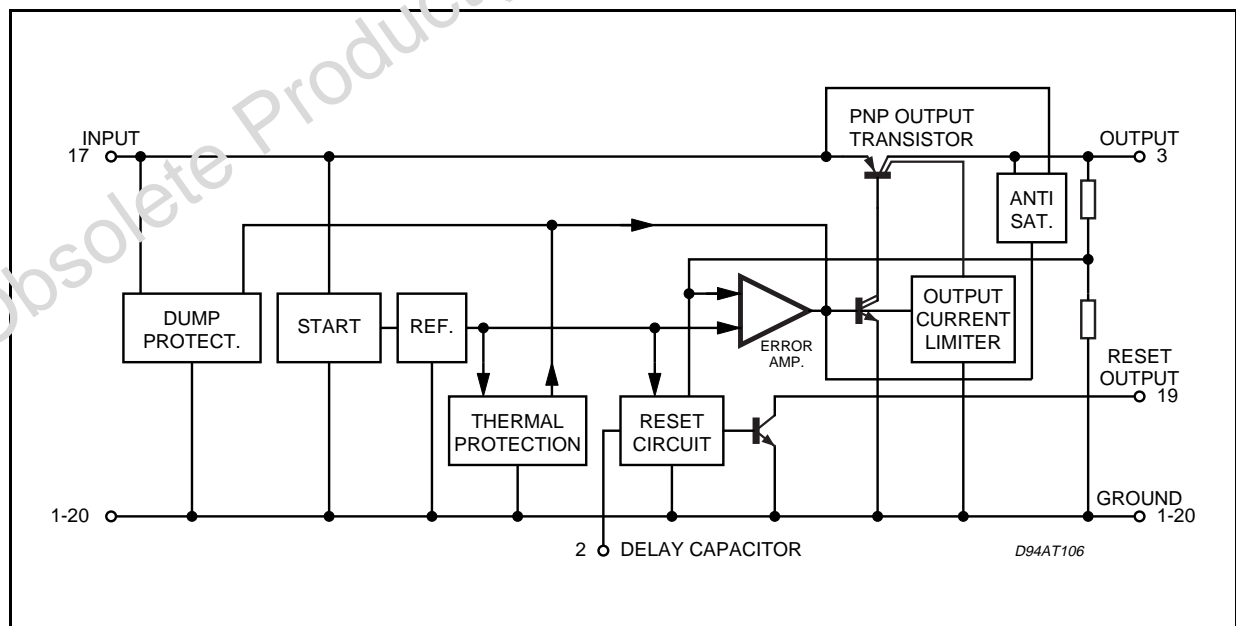 Obsolete Product
INPUT
17
PNP OUTPUT
TRANSISTOR
OUTPUT
3
ANTI
SAT.
DUMP
PROTECT.
START
REF.
ERROR
AMP.
OUTPUT
CURRENT
LIMITER
RESET
OUTPUT
19
THERMAL
PROTECTION
RESET
CIRCUIT
1-20
GROUND
1-20
2
DELAY CAPACITOR
D94AT106